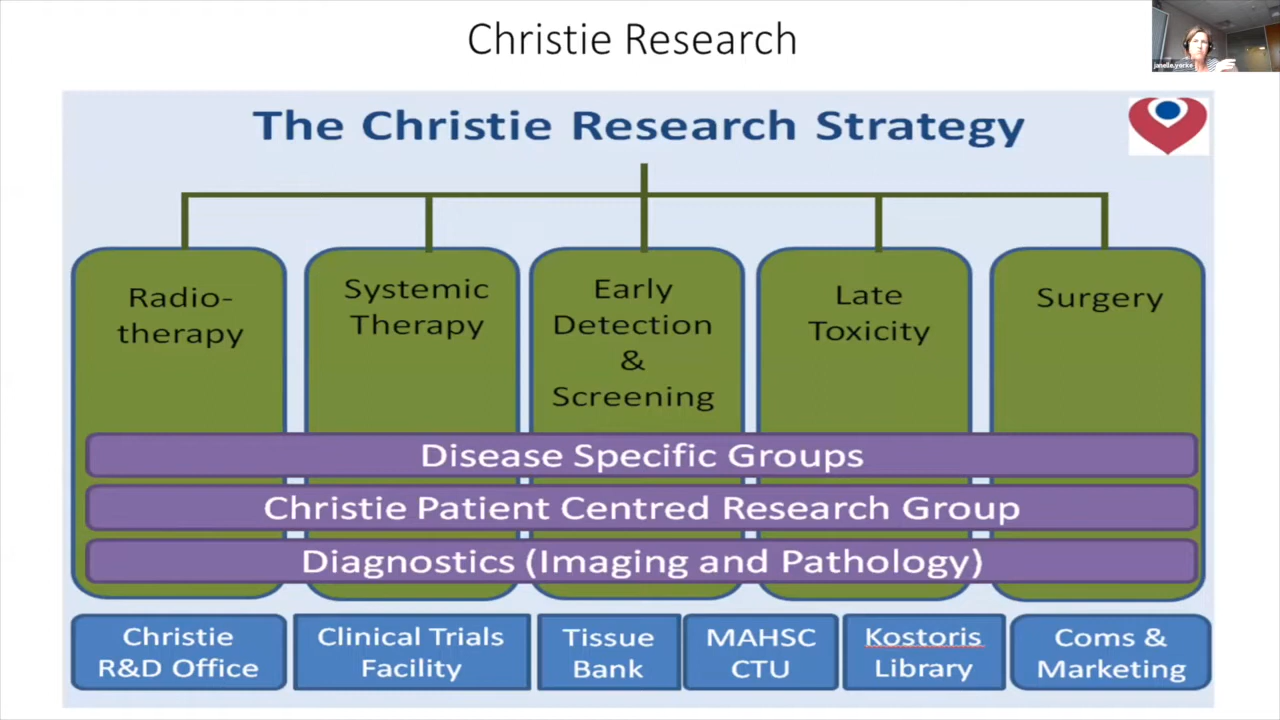 Christie Research
janelle.yorke
The Christie Research Strategy
Radio-
therapy
Systemic
Therapy
Early
Detection
&
Screening
Late
Toxicity
Surgery
Disease Specific Groups
Christie Patient Centred Research Group
Diagnostics (Imaging and Pathology)
Christie
R&D Office
Clinical Trials
Facility
Tissue
Bank
MAHSC
CTU
Kostoris
Library
Coms &
Marketing